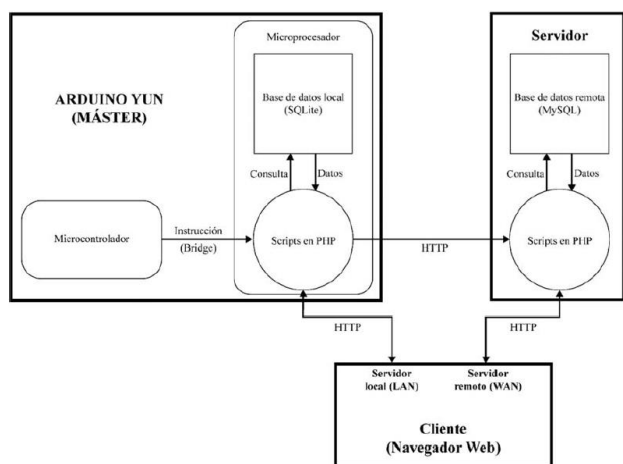 Microprocesador
ARDUINO YUN
(MÁSTER)
Base de datos local
(SQLite)
Consulta
Datos
Microcontrolador
Instrucción
(Bridge)
Scripts en PHP
HTTP
Servidor
Base de datos remota
(MySQL)
Consulta
Datos
Scripts en PHP
HTTP
HTTP
Servidor
local (LAN)
Servidor
remoto (WAN)
Cliente
(Navegador Web)